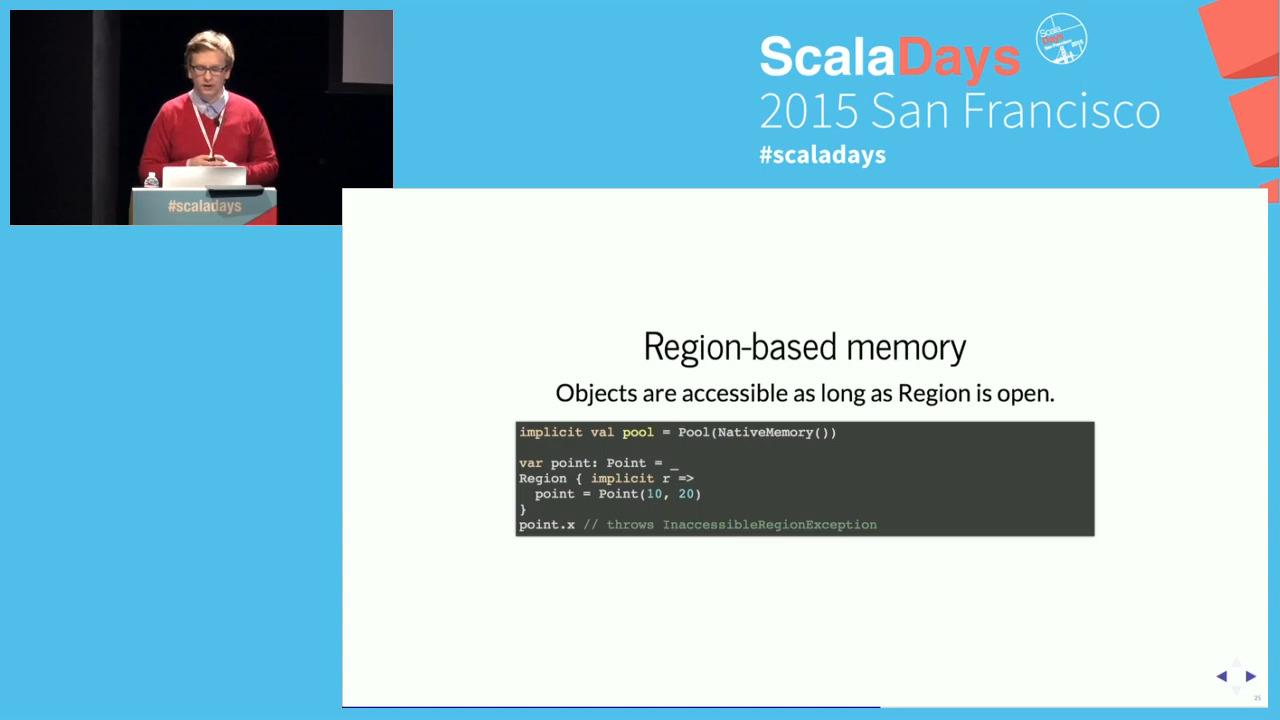 ScalaDays
2015 San Francisco
#scaladays
#scaladays
Region-based memory
Objects are accessible as long as Region is open.
implicit val pool = Pool(NativeMemory())
var point: Point = _
Region { implicit r =>
  point = Point(10, 20)
}
point.x // throws InaccessibleRegionException
25